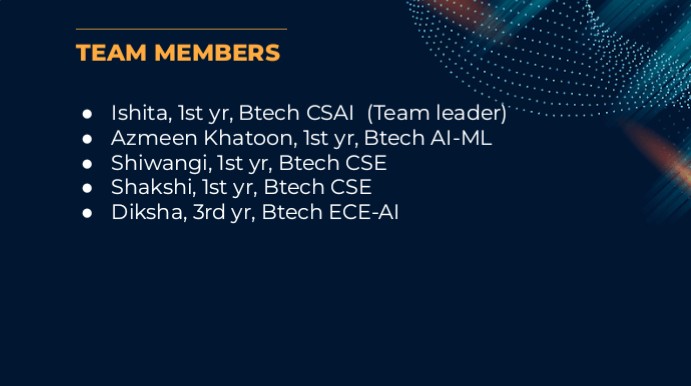 TEAM MEMBERS
● Ishita, 1st yr, Btech CSAI (Team leader)
● Azmeen Khatoon, 1st yr, Btech AI-ML
● Shiwangi, 1st yr, Btech CSE
● Shakshi, 1st yr, Btech CSE
● Diksha, 3rd yr, Btech ECE-AI